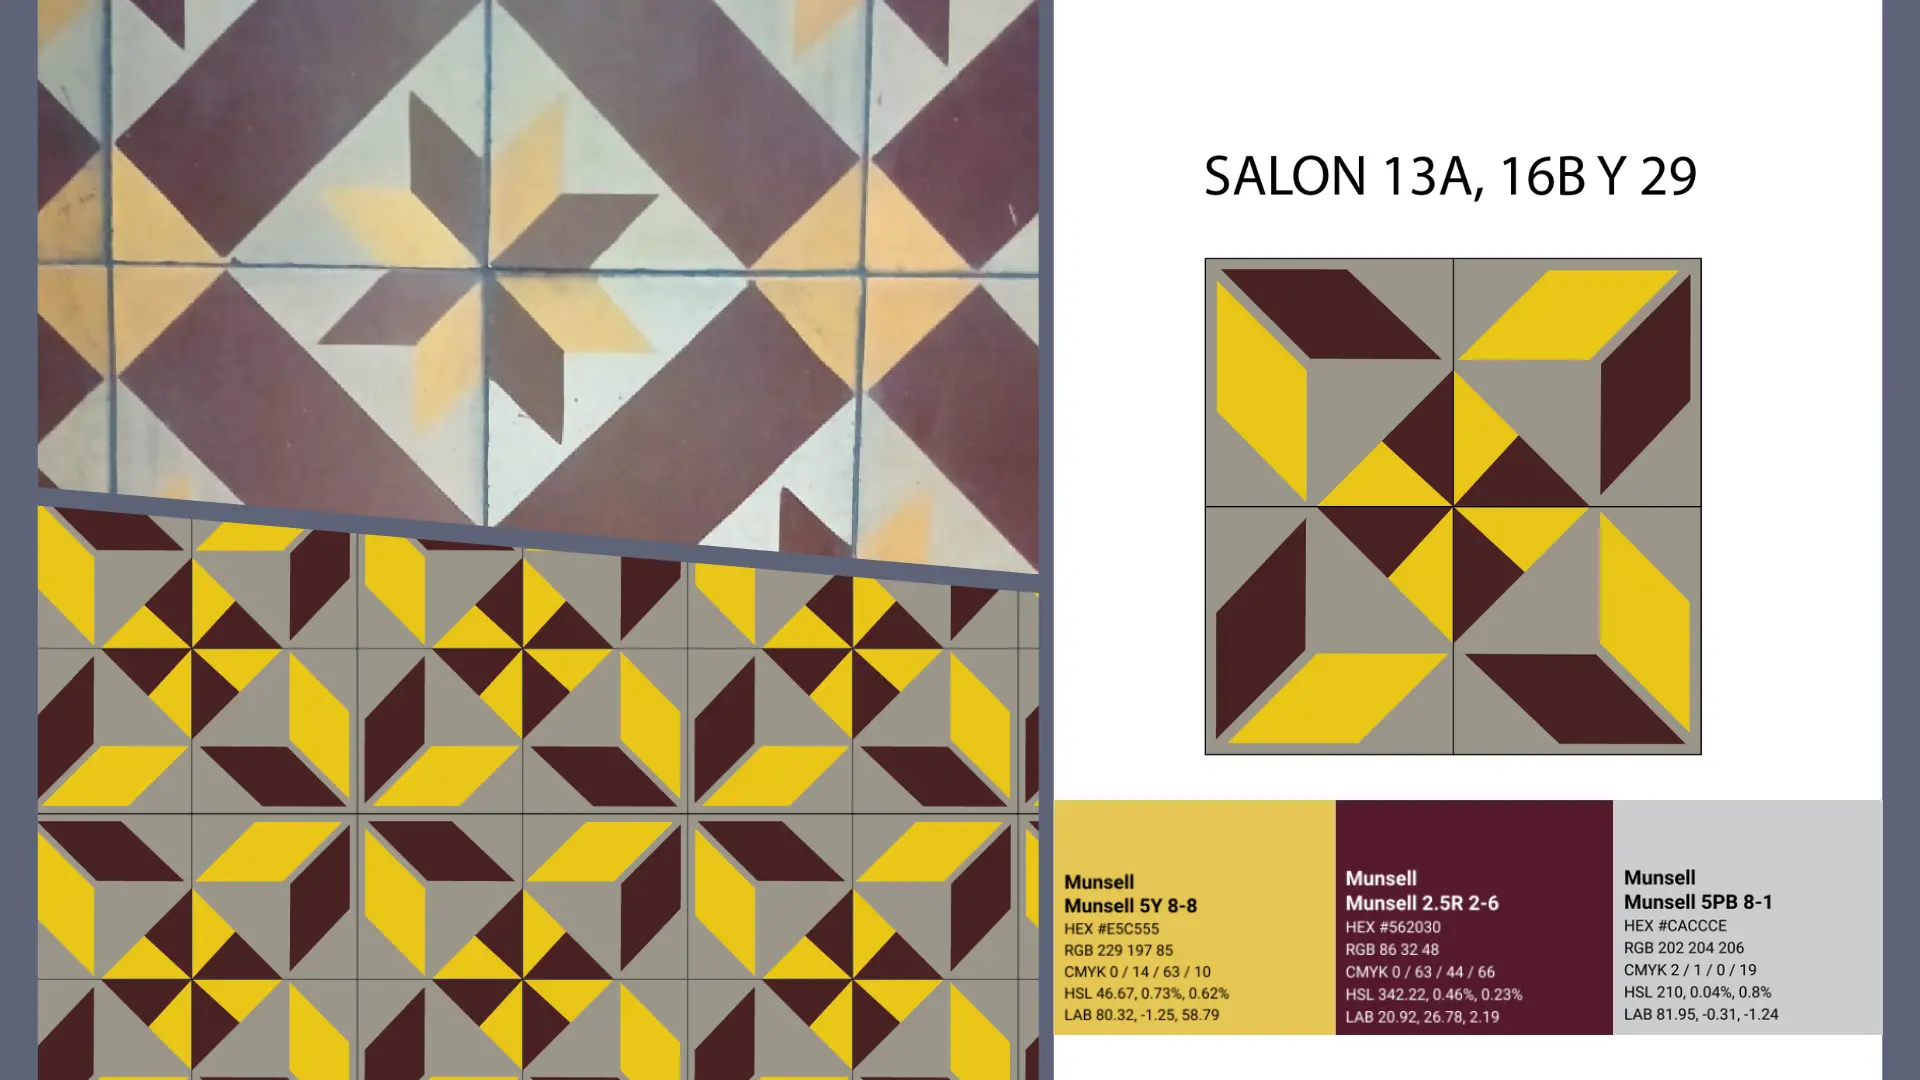 SALON 13A, 16B Y 29
Munsell
Munsell 5Y 8-8
HEX #E5C555
RGB 229 197 85
CMYK 0 / 14 / 63 / 10
HSL 46.67, 0.73%, 0.62%
LAB 80.32, -1.25, 58.79
Munsell
Munsell 2.5R 2-6
HEX #562030
RGB 86 32 48
CMYK 0 / 63 / 44 / 66
HSL 342.22, 0.46%, 0.23%
LAB 20.92, 26.78, 2.19
Munsell
Munsell 5PB 8-1
HEX #CACCCE
RGB 202 204 206
CMYK 2 / 1 / 0 / 19
HSL 210, 0.04%, 0.8%
LAB 81.95, -0.31, -1.24